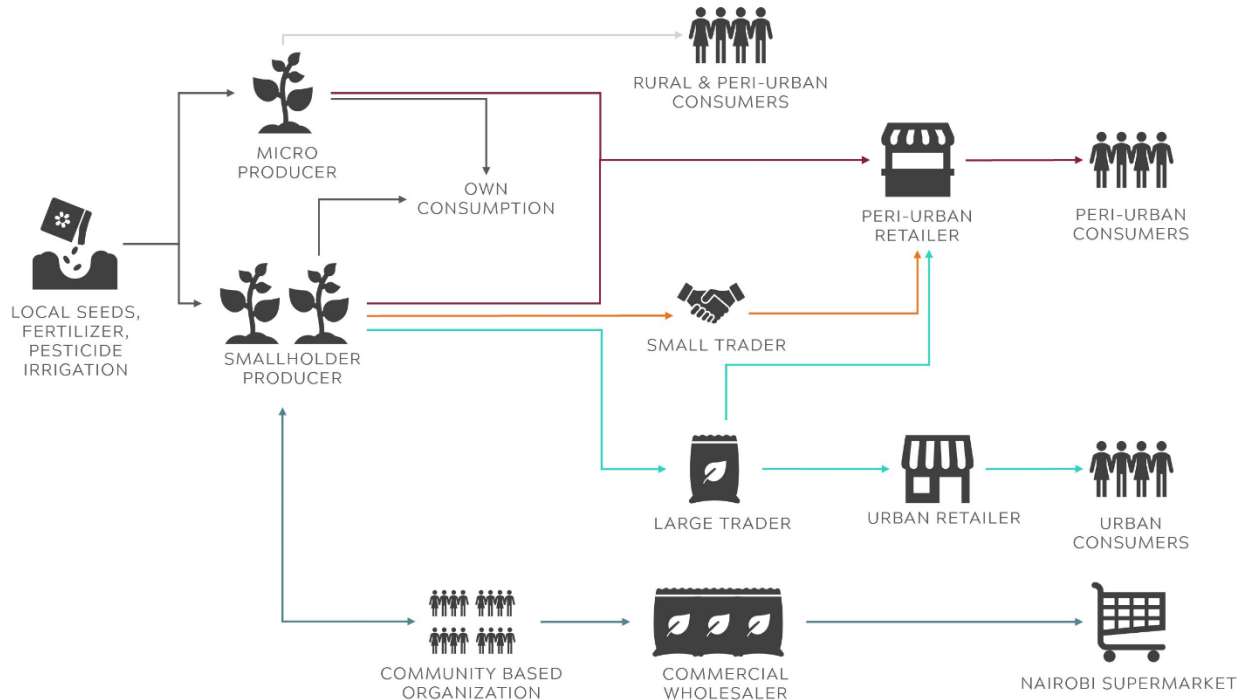 RURAL & PERI-URBAN
CONSUMERS
MICRO
PRODUCER
OWN
CONSUMPTION
PERI-URBAN
RETAILER
PERI-URBAN
CONSUMERS
LOCAL SEEDS,
FERTILIZER,
PESTICIDE
IRRIGATION
SMALLHOLDER
PRODUCER
SMALL TRADER
LARGE TRADER
URBAN RETAILER
URBAN
CONSUMERS
COMMUNITY BASED
ORGANIZATION
COMMERCIAL
WHOLESALER
NAIROBI SUPERMARKET